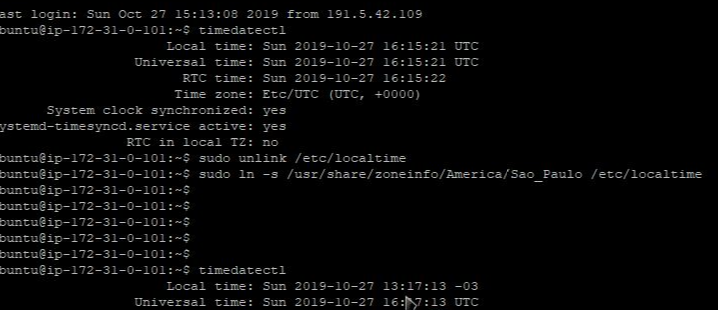 ast login: Sun Oct 27 15:13:08 2019 from 191.5.42.109
buntu@ip-172-31-0-101:~$ timedatectl
Local time: Sun 2019-10-27 16:15:21 UTC
Universal time: Sun 2019-10-27 16:15:21 UTC
RTC time: Sun 2019-10-27 16:15:22
Time zone: Etc/UTC (UTC, +0000)
System clock synchronized: yes
ystemd-timesyncd.service active: yes
RTC in local TZ: no
buntu@ip-172-31-0-101:~$ sudo unlink /etc/localtime
buntu@ip-172-31-0-101:~$ sudo ln -s /usr/share/zoneinfo/America/Sao_Paulo /etc/localtime
buntu@ip-172-31-0-101:~$
buntu@ip-172-31-0-101:~$
buntu@ip-172-31-0-101:~$
buntu@ip-172-31-0-101:~$
buntu@ip-172-31-0-101:~$ timedatectl
Local time: Sun 2019-10-27 13:17:13 -03
Universal time: Sun 2019-10-27 16:17:13 UTC